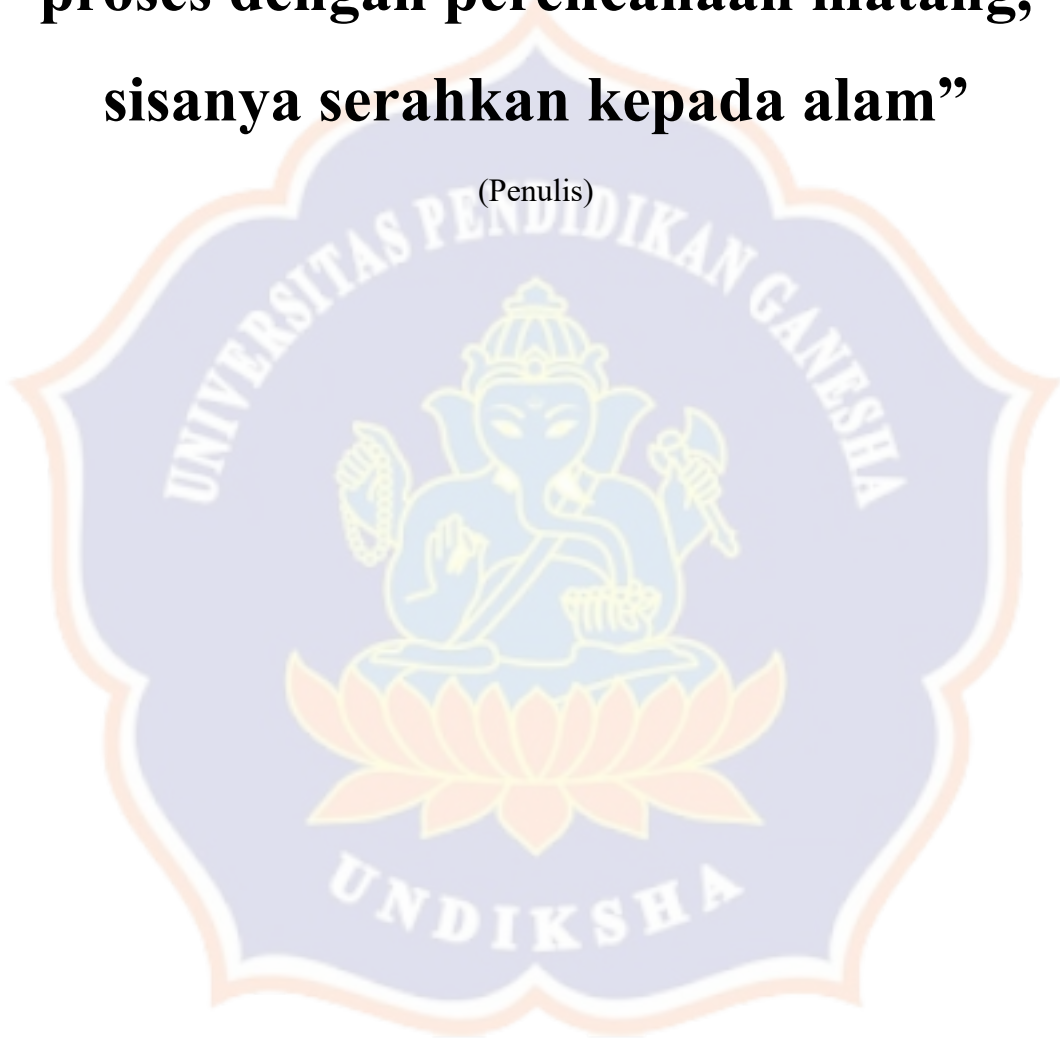 proses dengan perencanaan matang,
sisanya serahkan kepada alam”
(Penulis)
UNIVERSITAS PENDIDIKAN GANESHA
UNDIKSHA